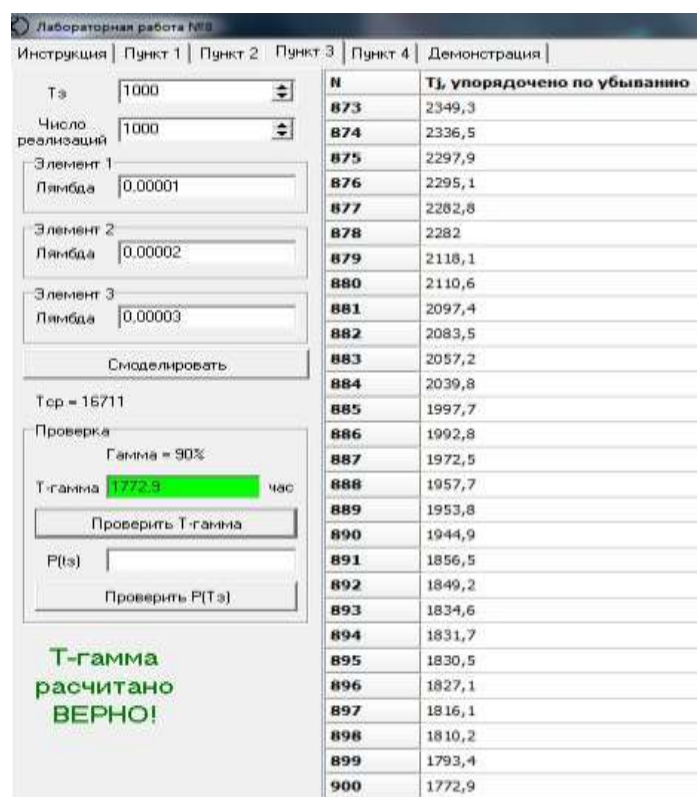 Лабораторная работа №8
Инструкция Пункт 1 Пункт 2 Пункт 3 Пункт 4 Демонстрация
Тэ 1000
Число реализаций 1000
Элемент 1
Лямбда 0,00001
Элемент 2
Лямбда 0,00002
Элемент 3
Лямбда 0,00003
Смоделировать
Тср = 16711
Проверка
Гамма = 90%
Т-гамма 1772,9 час
Проверить Т-гамма
P(tэ)
Проверить P(Тэ)
Т-гамма
расчитано
ВЕРНО!
N Tj, упорядочено по убыванию
873 2349,3
874 2336,5
875 2297,9
876 2295,1
877 2282,8
878 2282
879 2118,1
880 2110,6
881 2097,4
882 2083,5
883 2057,2
884 2039,8
885 1997,7
886 1992,8
887 1972,5
888 1957,7
889 1953,8
890 1944,9
891 1856,5
892 1849,2
893 1834,6
894 1831,7
895 1830,5
896 1827,1
897 1816,1
898 1810,2
899 1793,4
900 1772,9